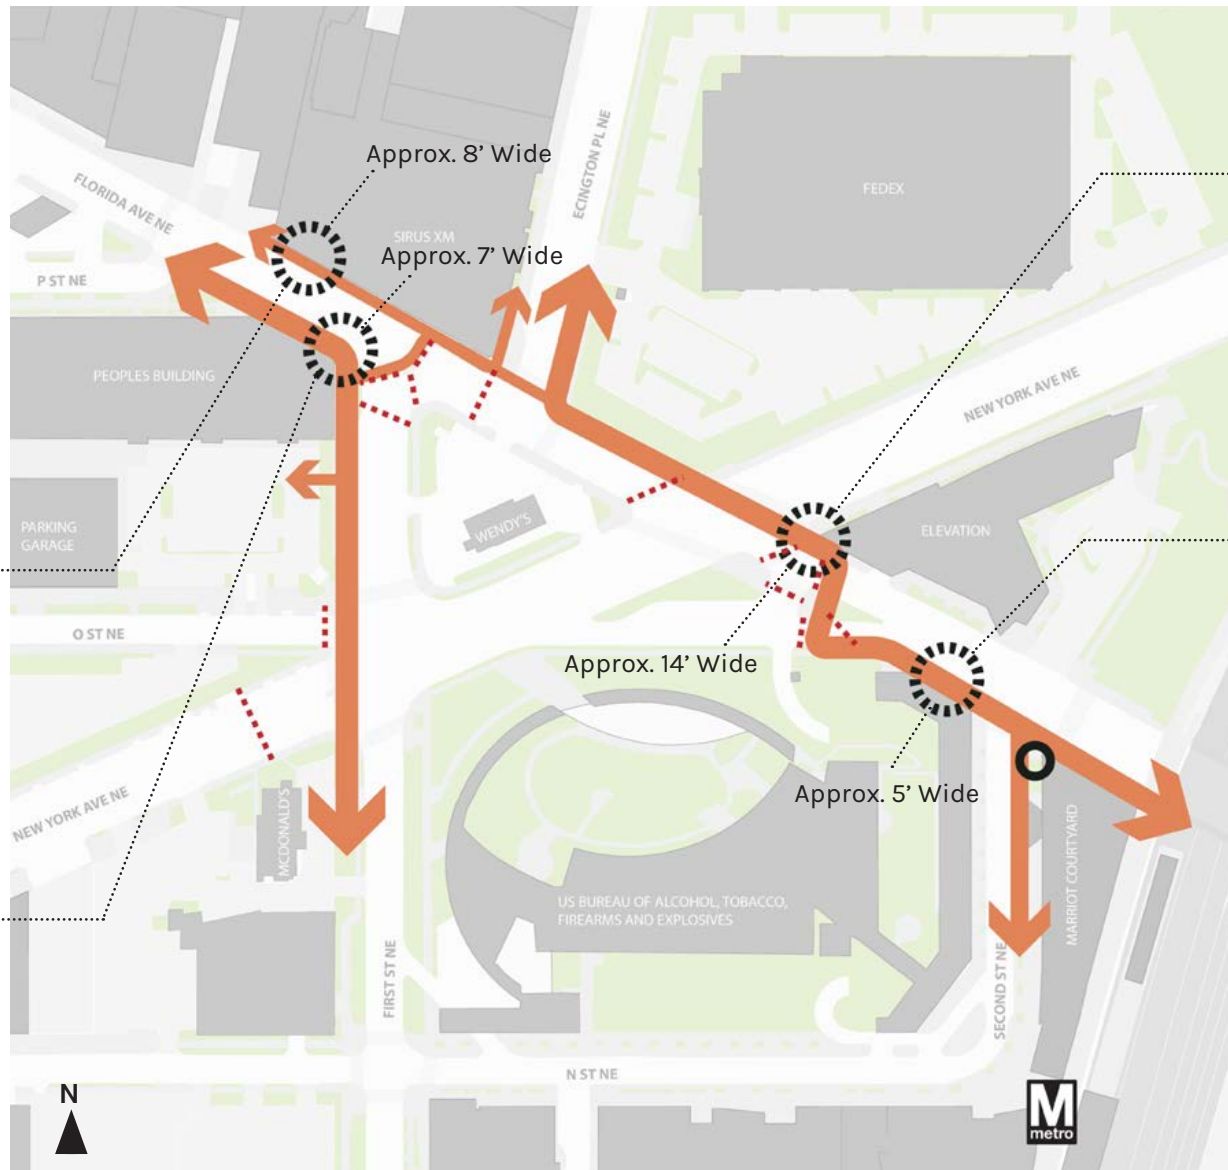 Approx. 8' Wide
ECINGTON PL NE
FLORIDA AVE NE
FEDEX
SIRUS XM
Approx. 7' Wide
P ST NE
PEOPLES BUILDING
NEW YORK AVE NE
PARKING
GARAGE
WENDY'S
ELEVATION
O ST NE
Approx. 14' Wide
Approx. 5' Wide
NEW YORK AVE NE
MCDONALD'S
MARRIOT COURTYARD
US BUREAU OF ALCOHOL, TOBACCO,
FIREARMS AND EXPLOSIVES
FIRST ST NE
SECOND ST NE
N ST NE
N
M
metro